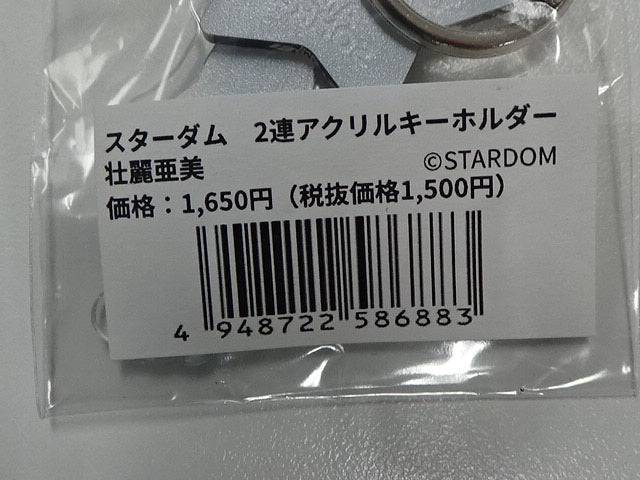 スターダム　2連アクリルキーホルダー
壮麗亜美 ©STARDOM
価格：1,650円（税抜価格1,500円）
4 948722 586883